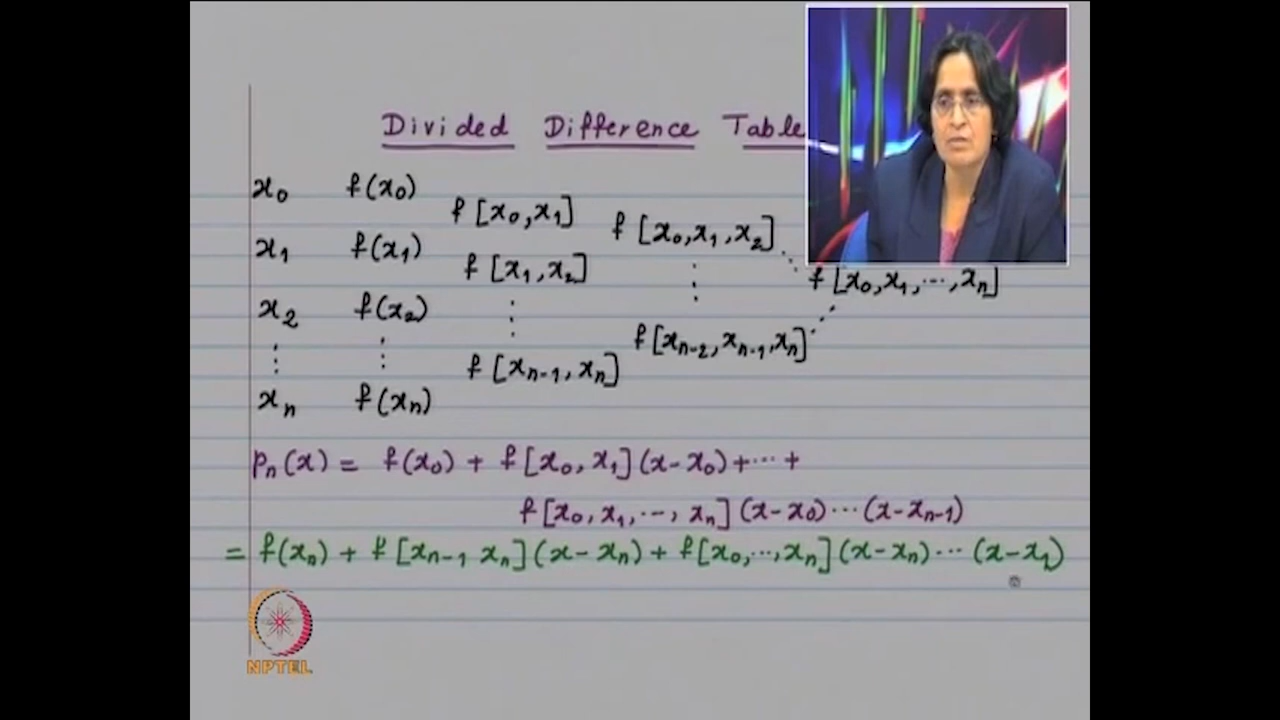 Divided Difference Table
x₀ f(x₀)
f[x₀,x₁]
f[x₀,x₁,x₂]
x₁ f(x₁)
f[x₁,x₂]
f[x₀,x₁,⋯,xₙ]
x₂ f(x₂)
⋮ ⋮ ⋮ ⋮
f[xₙ₋₂,xₙ₋₁,xₙ]
f[xₙ₋₁,xₙ]
xₙ f(xₙ)
pₙ(x) = f(x₀) + f[x₀,x₁](x-x₀)+⋯+
f[x₀,x₁,⋯,xₙ](x-x₀)⋯(x-xₙ₋₁)
= f(xₙ) + f[xₙ₋₁ xₙ](x-xₙ) + f[x₀,⋯,xₙ](x-xₙ)⋯(x-x₁)
NPTEL